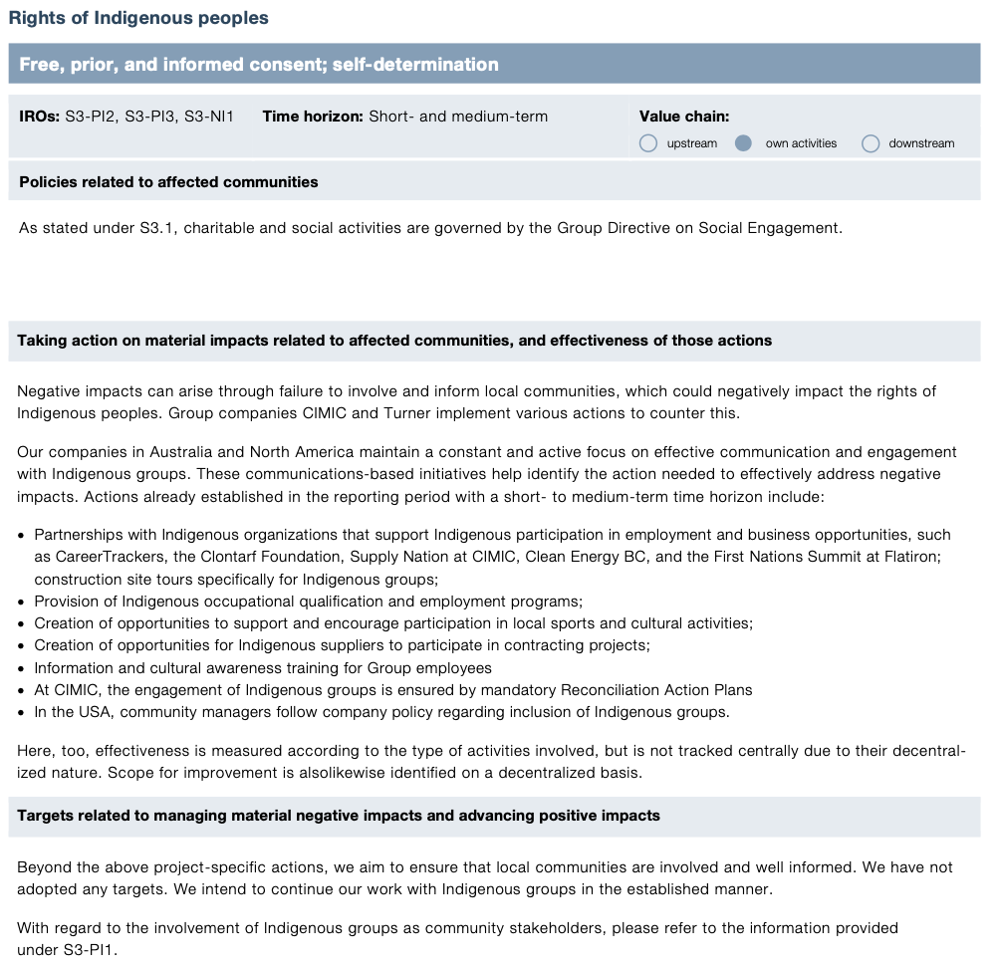 Rights of Indigenous peoples
Free, prior, and informed consent; self-determination
IROs: S3-PI2, S3-PI3, S3-NI1 Time horizon: Short- and medium-term Value chain:
upstream own activities downstream
Policies related to affected communities
As stated under S3.1, charitable and social activities are governed by the Group Directive on Social Engagement.
Taking action on material impacts related to affected communities, and effectiveness of those actions
Negative impacts can arise through failure to involve and inform local communities, which could negatively impact the rights of
Indigenous peoples. Group companies CIMIC and Turner implement various actions to counter this.
Our companies in Australia and North America maintain a constant and active focus on effective communication and engagement
with Indigenous groups. These communications-based initiatives help identify the action needed to effectively address negative
impacts. Actions already established in the reporting period with a short- to medium-term time horizon include:
• Partnerships with Indigenous organizations that support Indigenous participation in employment and business opportunities, such
as CareerTrackers, the Clontarf Foundation, Supply Nation at CIMIC, Clean Energy BC, and the First Nations Summit at Flatiron;
construction site tours specifically for Indigenous groups;
• Provision of Indigenous occupational qualification and employment programs;
• Creation of opportunities to support and encourage participation in local sports and cultural activities;
• Creation of opportunities for Indigenous suppliers to participate in contracting projects;
• Information and cultural awareness training for Group employees
• At CIMIC, the engagement of Indigenous groups is ensured by mandatory Reconciliation Action Plans
• In the USA, community managers follow company policy regarding inclusion of Indigenous groups.
Here, too, effectiveness is measured according to the type of activities involved, but is not tracked centrally due to their decentral-
ized nature. Scope for improvement is alsolikewise identified on a decentralized basis.
Targets related to managing material negative impacts and advancing positive impacts
Beyond the above project-specific actions, we aim to ensure that local communities are involved and well informed. We have not
adopted any targets. We intend to continue our work with Indigenous groups in the established manner.
With regard to the involvement of Indigenous groups as community stakeholders, please refer to the information provided
under S3-PI1.